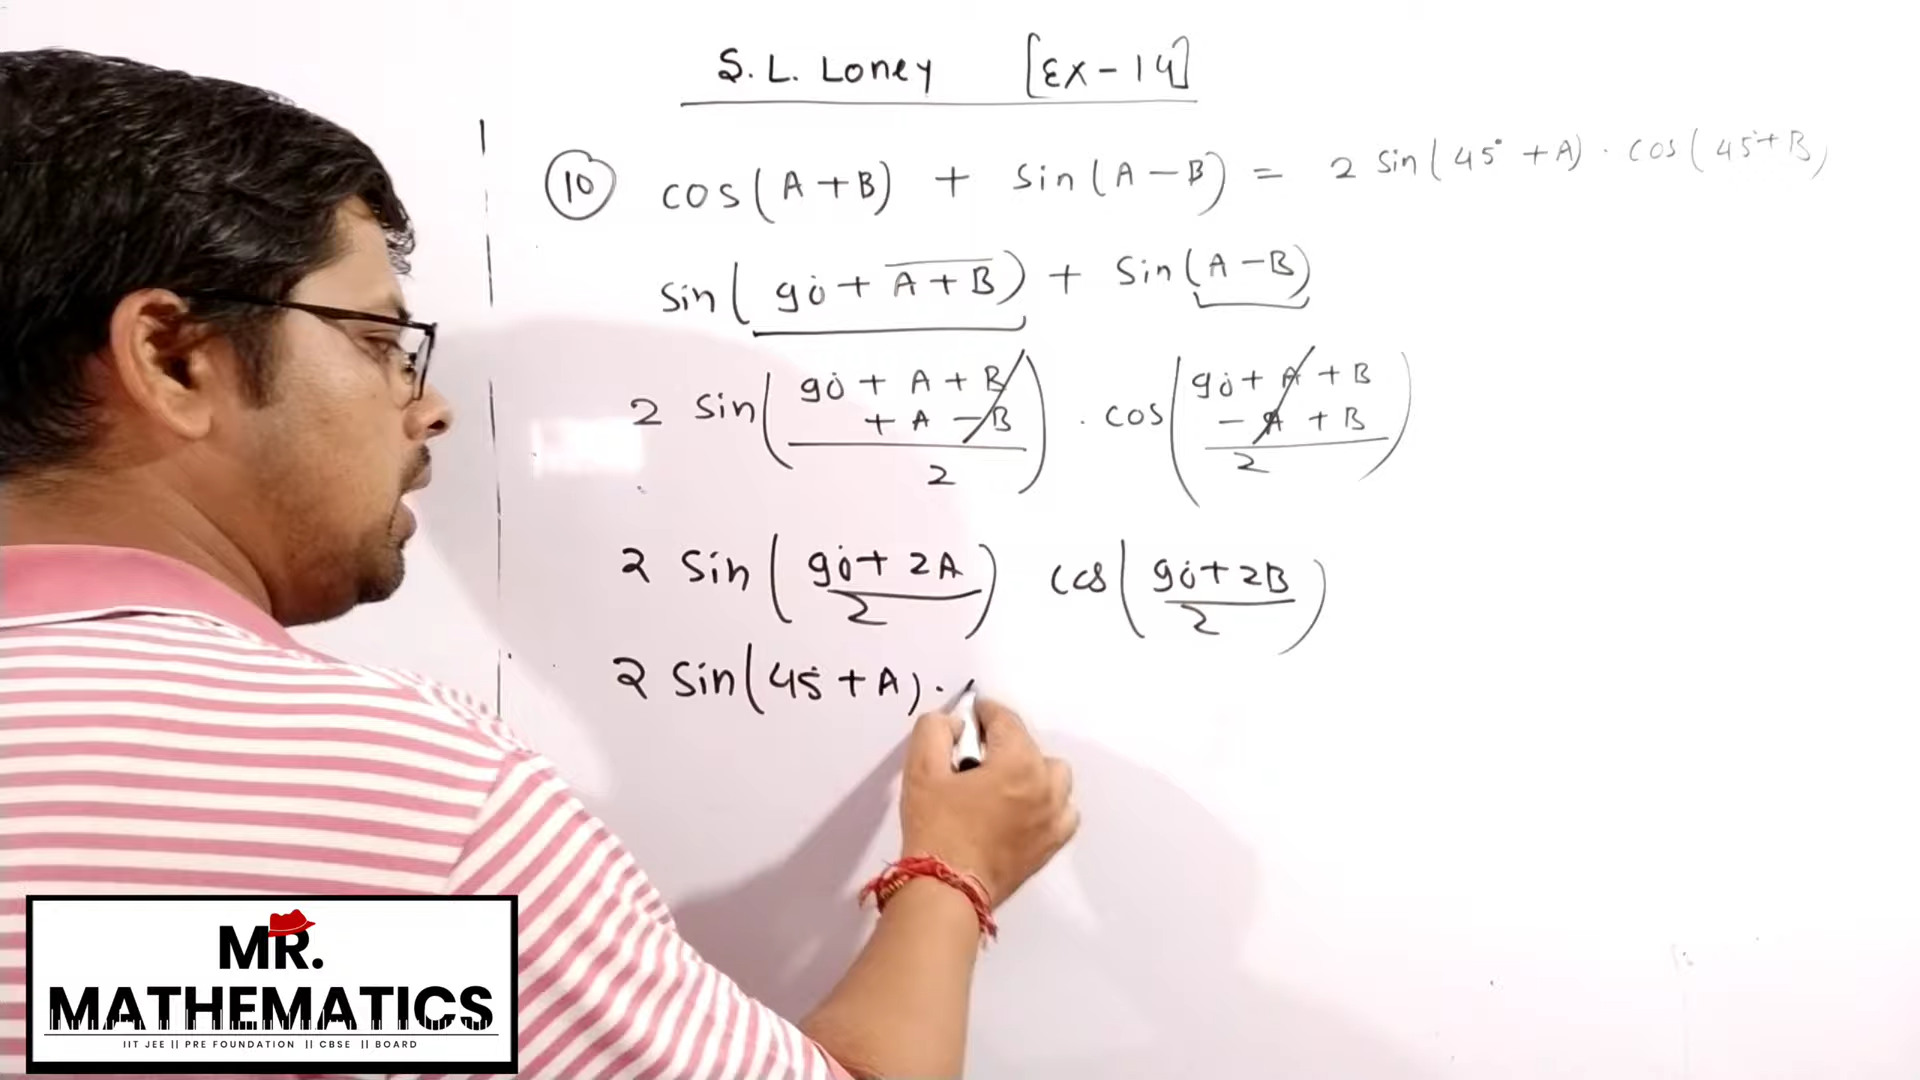 S. L. Loney [Ex-14]
10 cos(A+B) + sin(A-B) = 2 sin(45° +A) . cos(45°+B)
sin(90°+A+B) + sin(A-B)
2 sin((90°+A+B+A-B)/2) . cos((90°+A+B-A+B)/2)
2 sin((90°+2A)/2) cos((90°+2B)/2)
2 sin(45°+A) .
MR.
MATHEMATICS
IIT JEE || PRE FOUNDATION || CBSE || BOARD